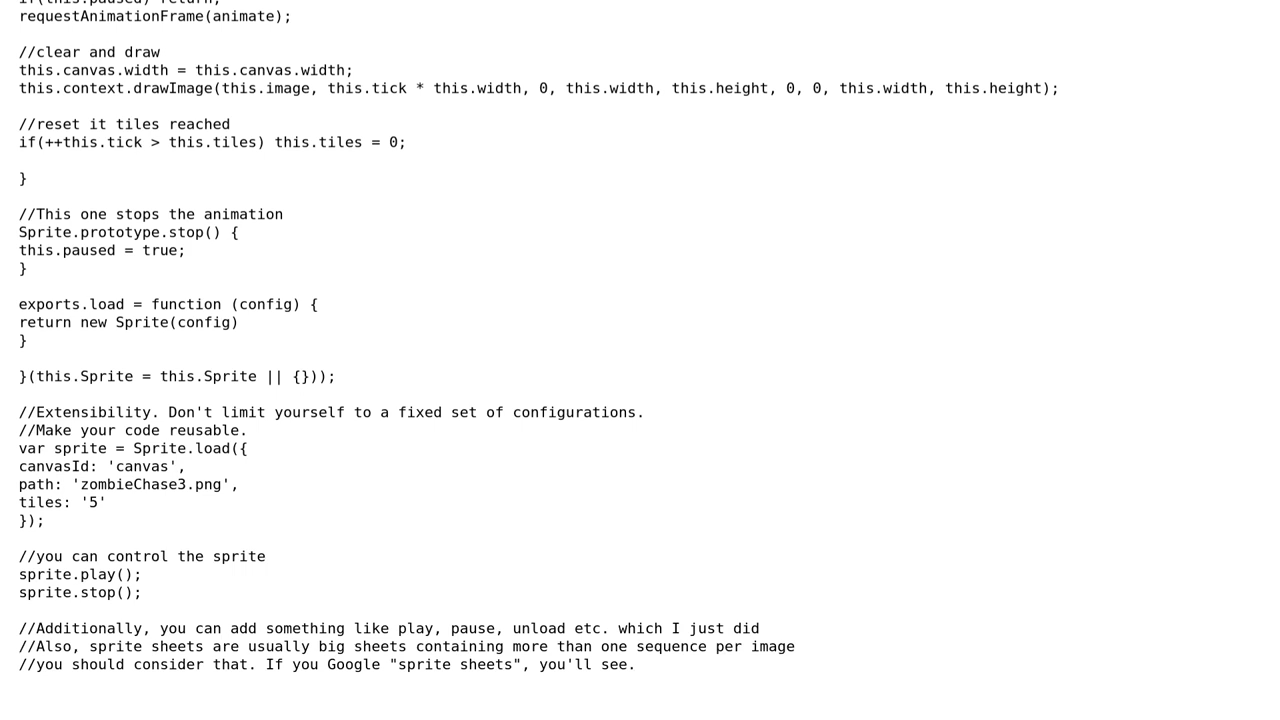 if(this.paused) return;
requestAnimationFrame(animate);
//clear and draw
this.canvas.width = this.canvas.width;
this.context.drawImage(this.image, this.tick * this.width, 0, this.width, this.height, 0, 0, this.width, this.height);
//reset it tiles reached
if(++this.tick > this.tiles) this.tiles = 0;
}
//This one stops the animation
Sprite.prototype.stop() {
this.paused = true;
}
exports.load = function (config) {
return new Sprite(config)
}
}(this.Sprite = this.Sprite || {}));
//Extensibility. Don't limit yourself to a fixed set of configurations.
//Make your code reusable.
var sprite = Sprite.load({
canvasId: 'canvas',
path: 'zombieChase3.png',
tiles: '5'
});
//you can control the sprite
sprite.play();
sprite.stop();
//Additionally, you can add something like play, pause, unload etc. which I just did
//Also, sprite sheets are usually big sheets containing more than one sequence per image
//you should consider that. If you Google "sprite sheets", you'll see.